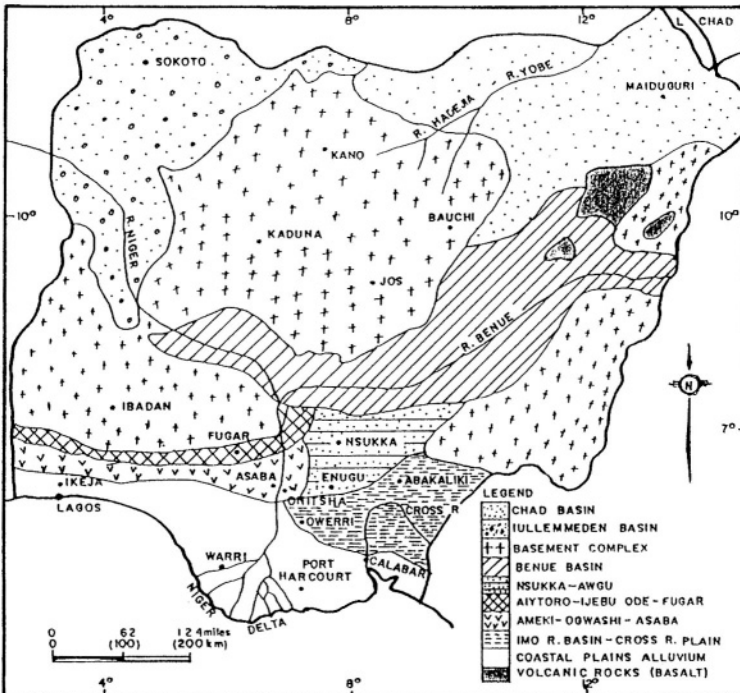 4°
8°
12°
L. CHAD
SOKOTO
R. YOBE
MAIDUGURI
R. HADEJIA
KANO
10°
10°
BAUCHI
R. NIGER
KADUNA
JOS
R. BENUE
N
IBADAN
7°
FUGAR
NSUKKA
ASABA
ENUGU
ABAKALIKI
IKEJA
ONITSHA
CROSS R
LAGOS
OWERRI
WARRI
PORT
HARCOURT
CALABAR
NIGER
DELTA
LEGEND
CHAD BASIN
IULLEMMEDEN BASIN
BASEMENT COMPLEX
BENUE BASIN
NSUKKA-AWGU
AIYTORO-IJEBU ODE-FUGAR
AMEKI-OGWASHI-ASABA
IMO R. BASIN-CROSS R. PLAIN
COASTAL PLAINS ALLUVIUM
VOLCANIC ROCKS (BASALT)
0 62 124 miles
0 (100) (200 km)
4°
8°
12°